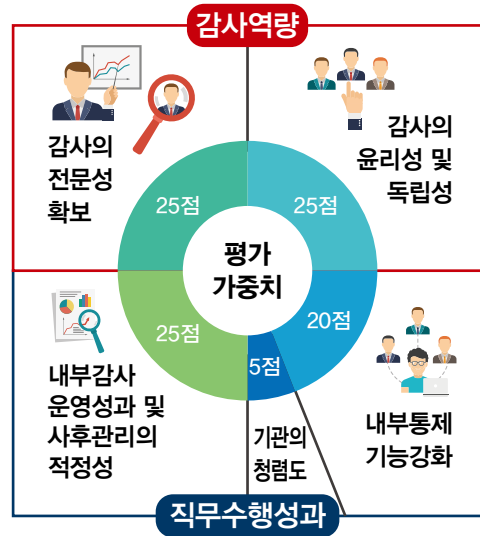 감사역량
감사의
전문성
확보
감사의
윤리성 및
독립성
25점
25점
평가
가중치
25점
5점
20점
내부감사
운영성과 및
사후관리의
적정성
기관의
청렴도
내부통제
기능강화
직무수행성과